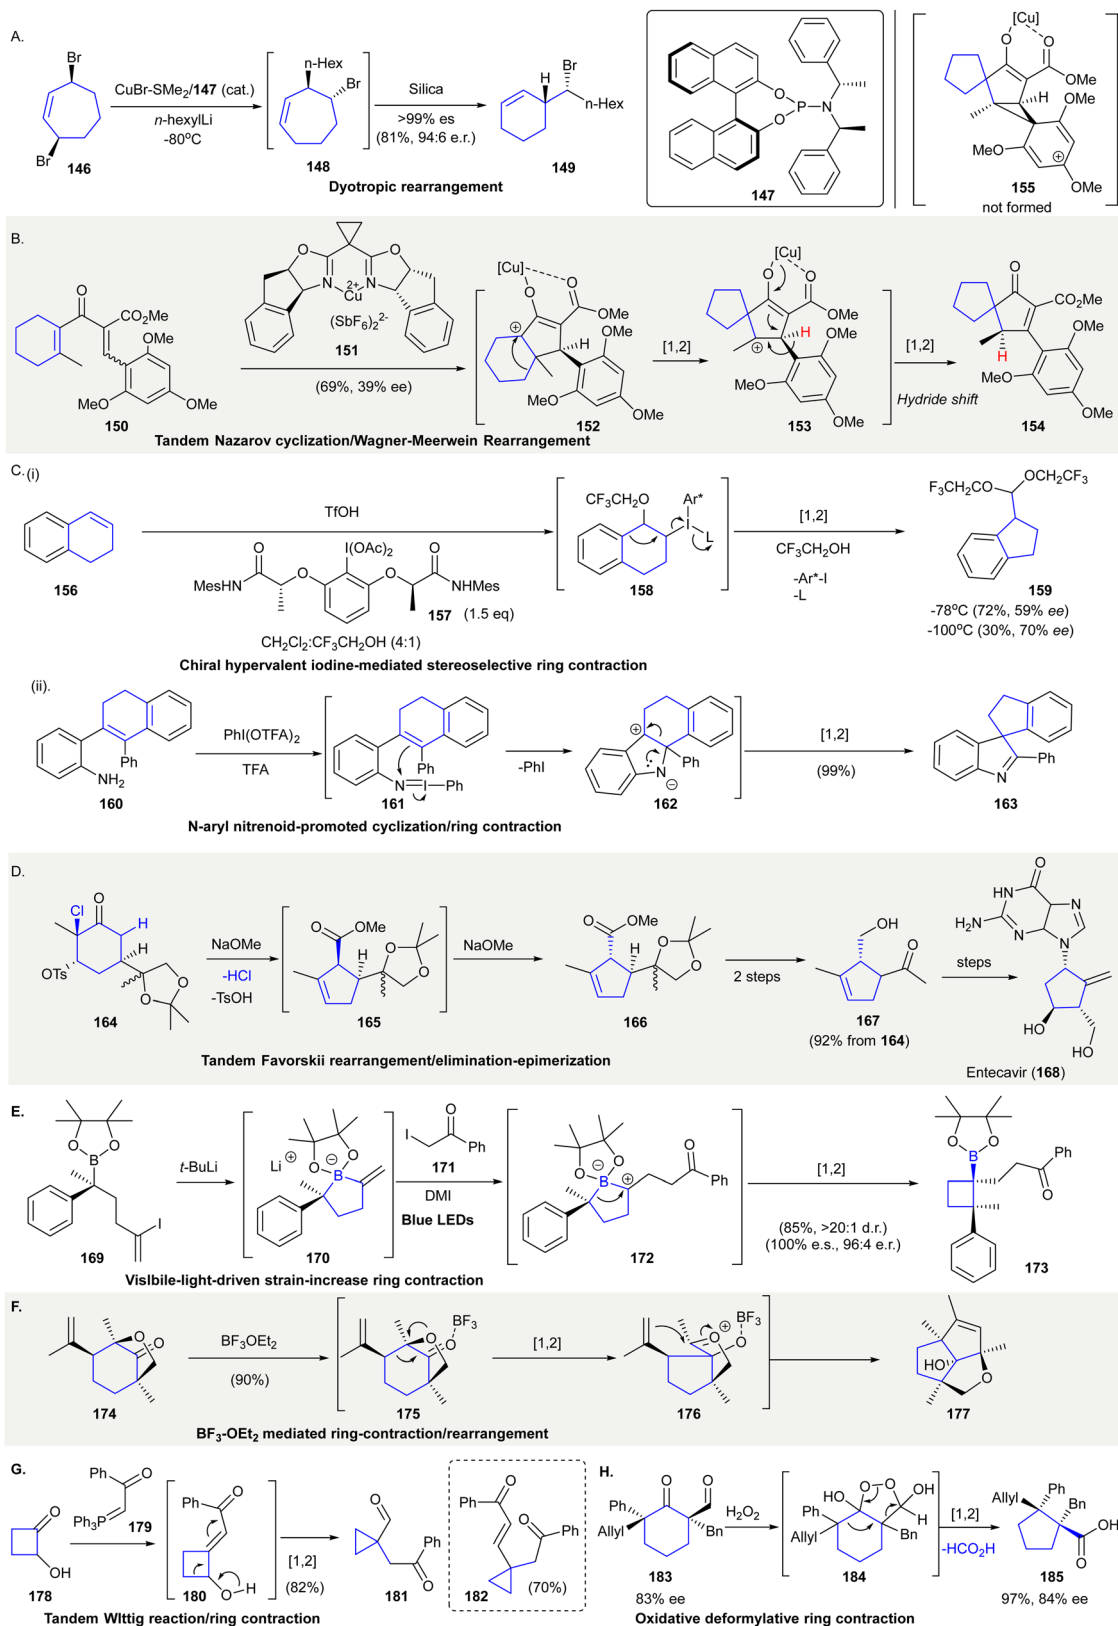 A.
Br
Br
146
CuBr-SMe2/147 (cat.)
n-hexylLi
-80°C
n-Hex
Br
148
Silica
>99% es
(81%, 94:6 e.r.)
Br
H
n-Hex
149
Dyotropic rearrangement
O
P
N
O
147
[Cu]
O
O
OMe
H
OMe
MeO
⊕
OMe
155
not formed
B.
O
CO2Me
OMe
MeO
OMe
150
O
O
N
N
2+
Cu
(SbF6)2 2-
151
(69%, 39% ee)
[Cu]
O
O
OMe
⊕
H
OMe
OMe
OMe
152
[1,2]
[Cu]
O
O
OMe
H
⊕
OMe
MeO
OMe
153
[1,2]
Hydride shift
O
CO2Me
H
OMe
MeO
OMe
154
Tandem Nazarov cyclization/Wagner-Meerwein Rearrangement
C. (i)
156
TfOH
I(OAc)2
O
O
O
O
MesHN
NHMes
157 (1.5 eq)
CH2Cl2:CF3CH2OH (4:1)
CF3CH2O
Ar*
I
L
158
[1,2]
CF3CH2OH
-Ar*-I
-L
F3CH2CO
OCH2CF3
159
-78°C (72%, 59% ee)
-100°C (30%, 70% ee)
Chiral hypervalent iodine-mediated stereoselective ring contraction
(ii).
Ph
NH2
160
PhI(OTFA)2
TFA
Ph
N=I-Ph
161
-PhI
⊕
Ph
N
⊖
162
[1,2]
(99%)
Ph
N
163
N-aryl nitrenoid-promoted cyclization/ring contraction
D.
Cl
O
H
H
OTs
O
O
164
NaOMe
-HCl
-TsOH
O
OMe
H
O
O
165
NaOMe
O
OMe
H
O
O
166
2 steps
OH
O
167
(92% from 164)
steps
O
HN
N
H2N
N
N
HO
HO
Entecavir (168)
Tandem Favorskii rearrangement/elimination-epimerization
E.
O
O
B
I
169
t-BuLi
Li⊕
O
O
⊖
B
170
I
O
Ph
171
DMI
Blue LEDs
O
O
⊖
B
⊕
O
Ph
172
[1,2]
(85%, >20:1 d.r.)
(100% e.s., 96:4 e.r.)
O
O
B
Ph
O
173
VisIbile-light-driven strain-increase ring contraction
F.
O
O
174
BF3OEt2
(90%)
BF3
O
O
175
[1,2]
BF3
⊕
O
O
176
HO
O
177
BF3-OEt2 mediated ring-contraction/rearrangement
G.
O
OH
178
Ph
O
Ph3P
179
Ph
O
O
H
180
[1,2]
(82%)
O
Ph
O
181
Ph
O
O
Ph
182
(70%)
Tandem WIttig reaction/ring contraction
H.
Ph
O
O
Allyl
Bn
183
83% ee
H2O2
O
O
HO
OH
Ph
H
Allyl
Bn
184
[1,2]
-HCO2H
Ph
Allyl
Bn
OH
O
185
97%, 84% ee
Oxidative deformylative ring contraction